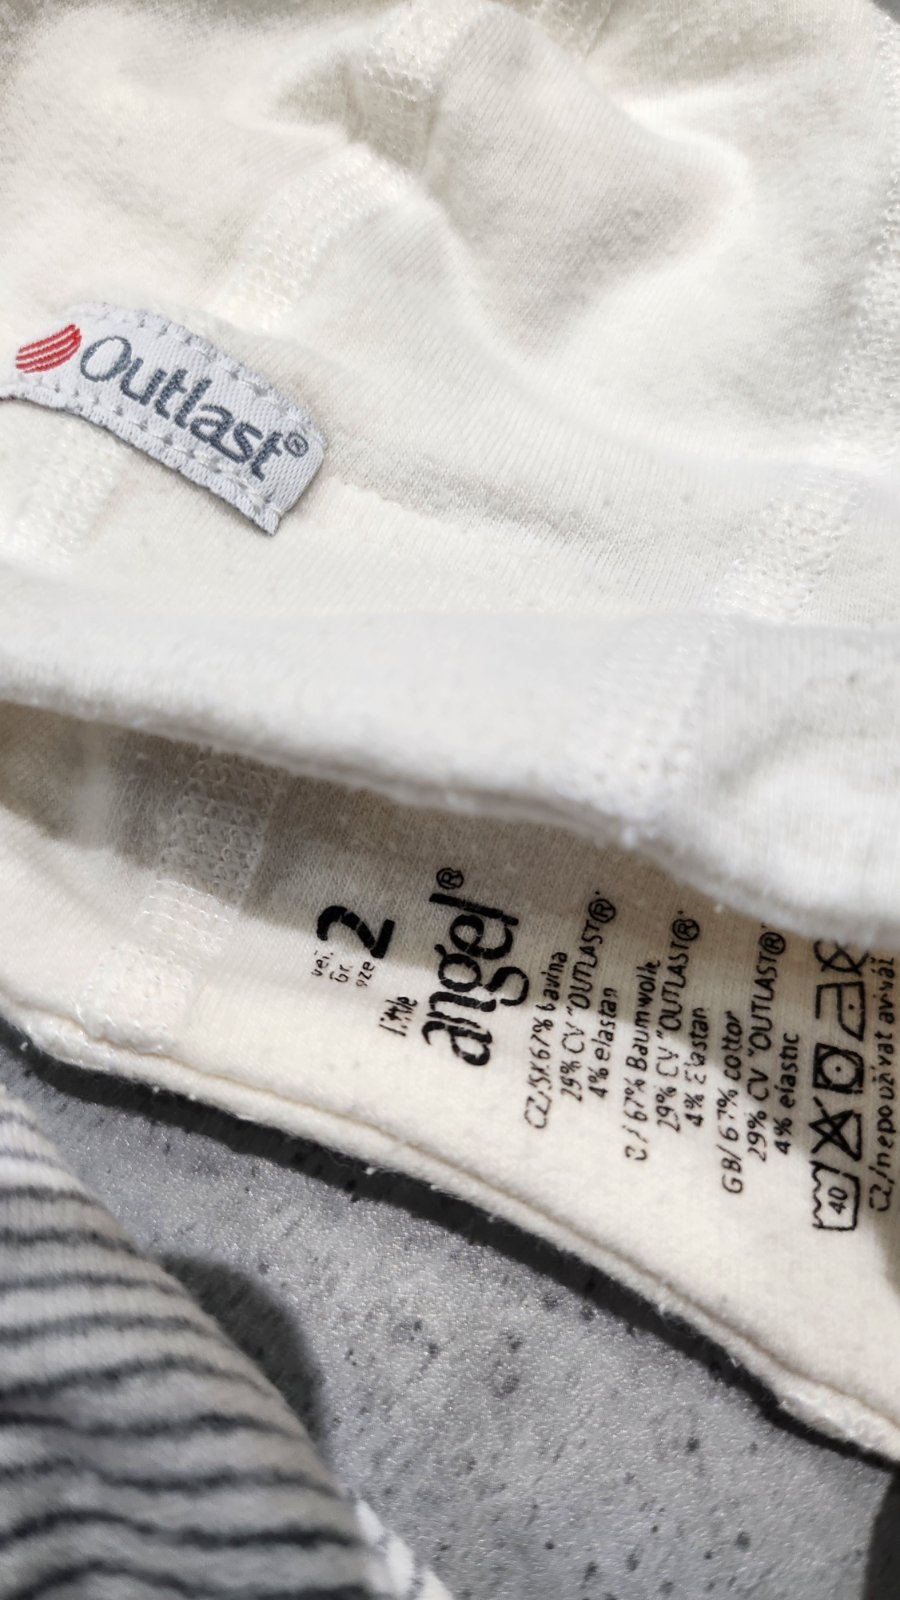 Outlast®
vel.
Gr.
size
2
little
angel®
CZ/SK 67% bavlna
29% CV "OUTLAST®"
4% elastan
D/ 67% Baumwolle
29% CV "OUTLAST®"
4% Elastan
GB/ 67% cotton
29% CV "OUTLAST®"
4% elastic
40
CZ/nepoužívat aviváž